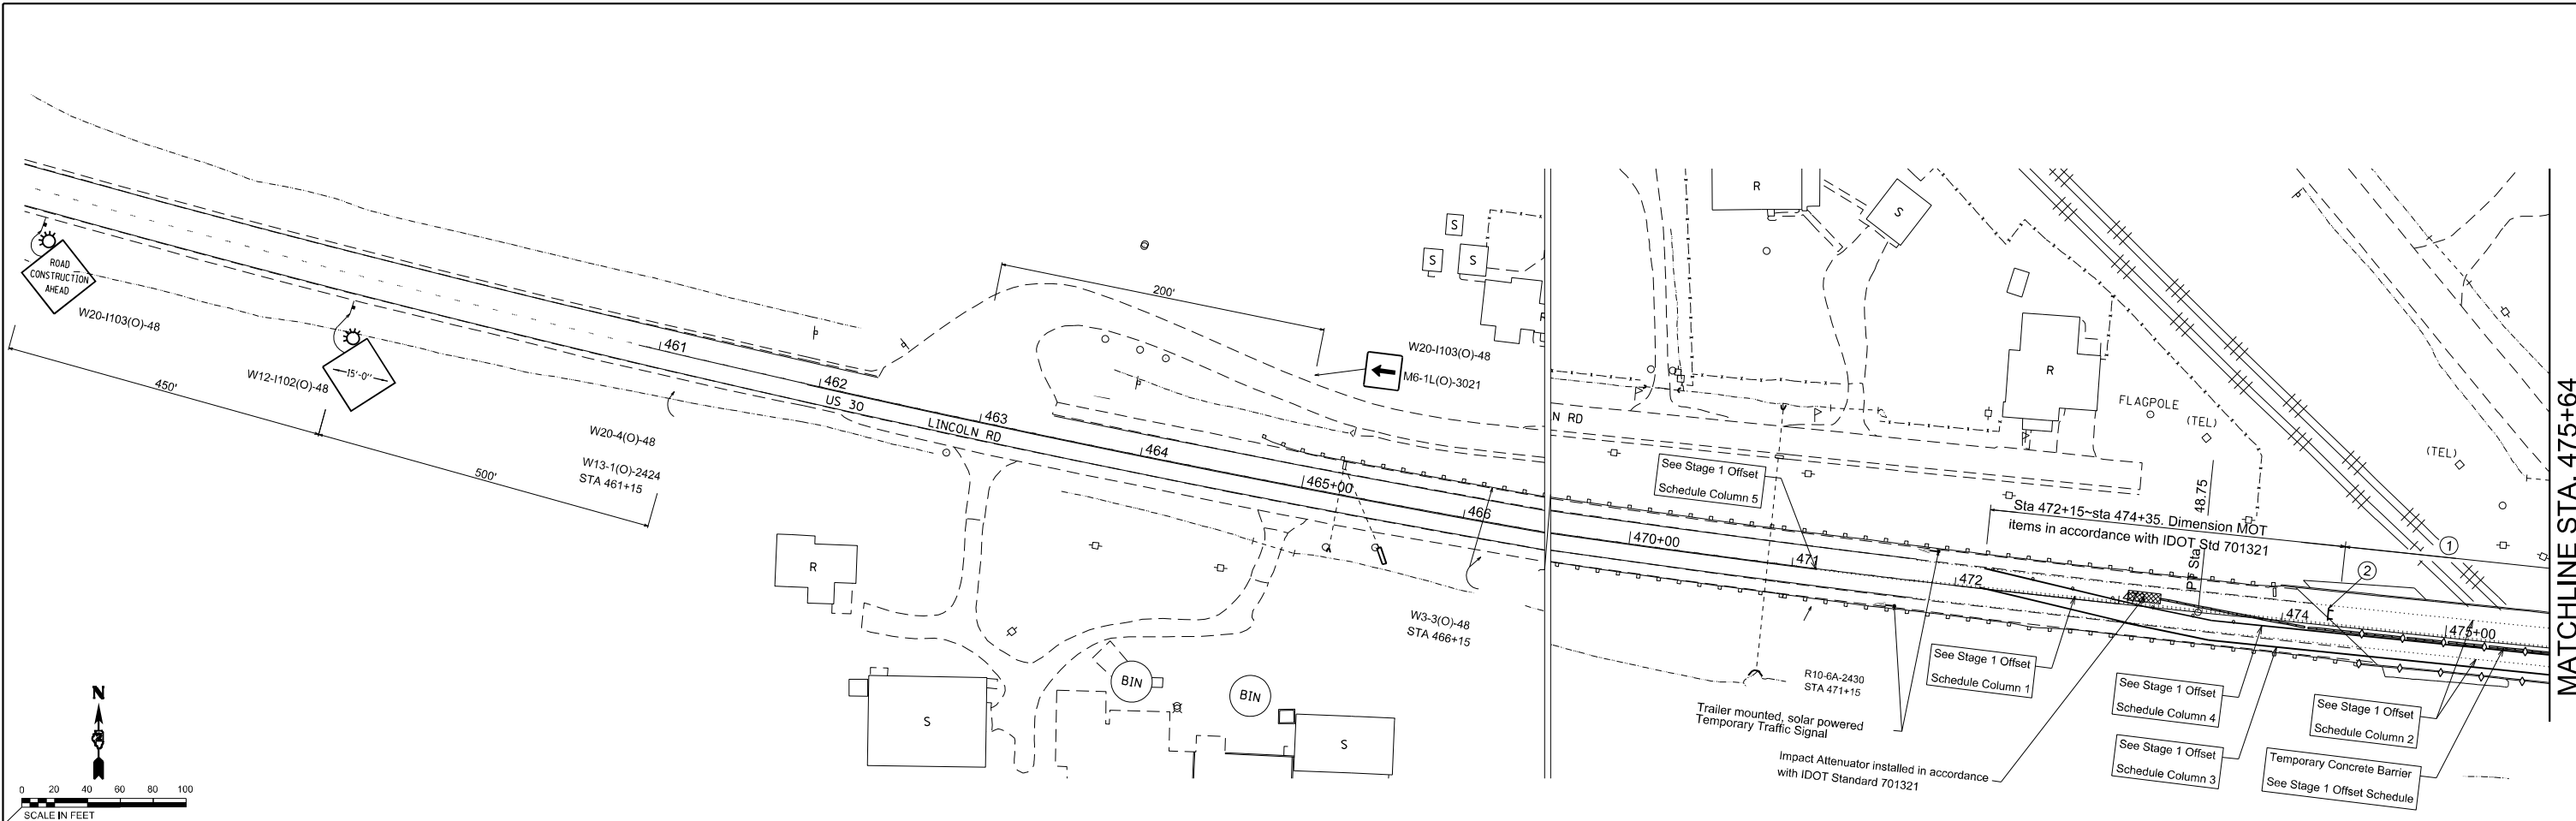 ROAD
CONSTRUCTION
AHEAD
W20-I103(O)-48
450'
15'-0"
W12-I102(O)-48
500'
W20-4(O)-48
W13-1(O)-2424
STA 461+15
461
462
US 30
463
LINCOLN RD
464
465+00
466
200'
W20-I103(O)-48
M6-1L(O)-3021
S
S
S
R
R
BIN
BIN
S
S
W3-3(O)-48
STA 466+15
N
0 20 40 60 80 100
SCALE IN FEET
R
S
R
N RD
FLAGPOLE
(TEL)
(TEL)
See Stage 1 Offset
Schedule Column 5
48.75
Sta 472+15~sta 474+35. Dimension MOT
items in accordance with IDOT Std 701321
470+00
471
472
474
475+00
1
2
R10-6A-2430
STA 471+15
Trailer mounted, solar powered
Temporary Traffic Signal
Impact Attenuator installed in accordance
with IDOT Standard 701321
See Stage 1 Offset
Schedule Column 1
See Stage 1 Offset
Schedule Column 4
See Stage 1 Offset
Schedule Column 3
See Stage 1 Offset
Schedule Column 2
Temporary Concrete Barrier
See Stage 1 Offset Schedule
MATCHLINE STA. 475+64